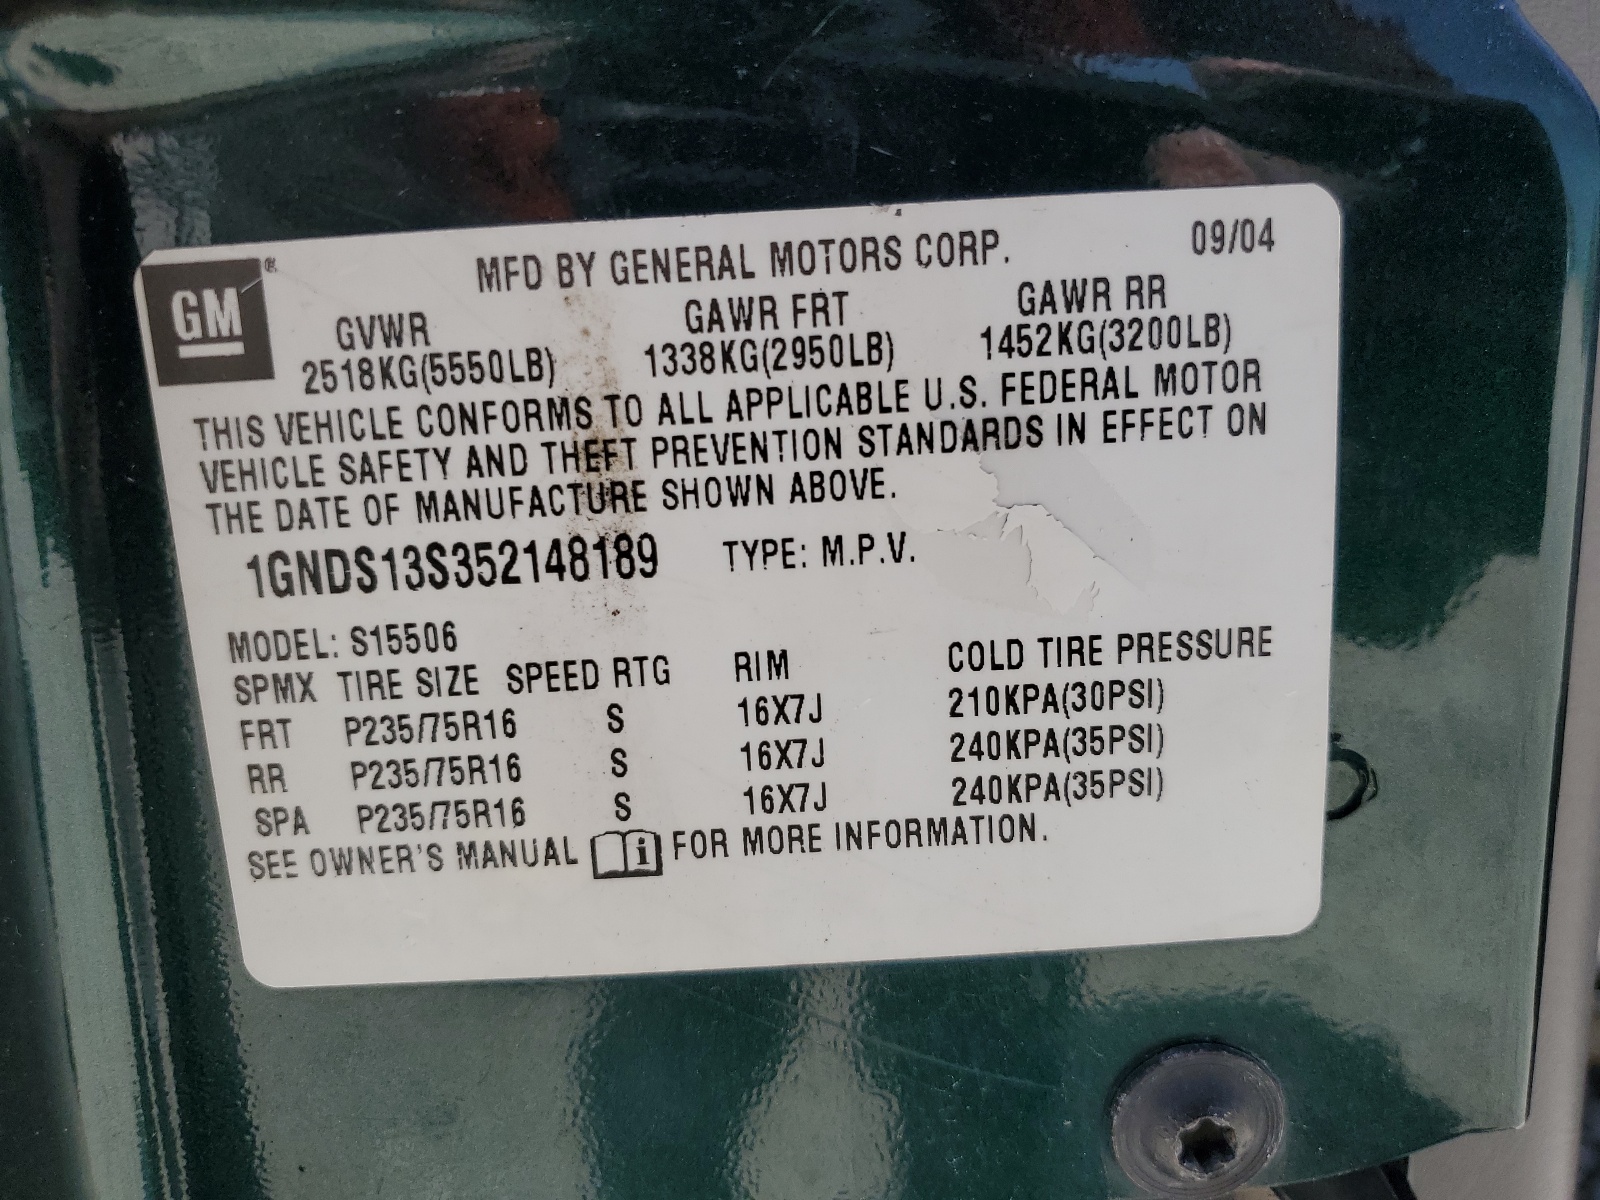 GM ®
MFD BY GENERAL MOTORS CORP. 09/04
GVWR GAWR FRT GAWR RR
2518KG(5550LB) 1338KG(2950LB) 1452KG(3200LB)
THIS VEHICLE CONFORMS TO ALL APPLICABLE U.S. FEDERAL MOTOR
VEHICLE SAFETY AND THEFT PREVENTION STANDARDS IN EFFECT ON
THE DATE OF MANUFACTURE SHOWN ABOVE.
1GNDS13S352148189 TYPE: M.P.V.
MODEL: S15506
SPMX TIRE SIZE SPEED RTG RIM COLD TIRE PRESSURE
FRT P235/75R16 S 16X7J 210KPA(30PSI)
RR P235/75R16 S 16X7J 240KPA(35PSI)
SPA P235/75R16 S 16X7J 240KPA(35PSI)
SEE OWNER'S MANUAL i FOR MORE INFORMATION.